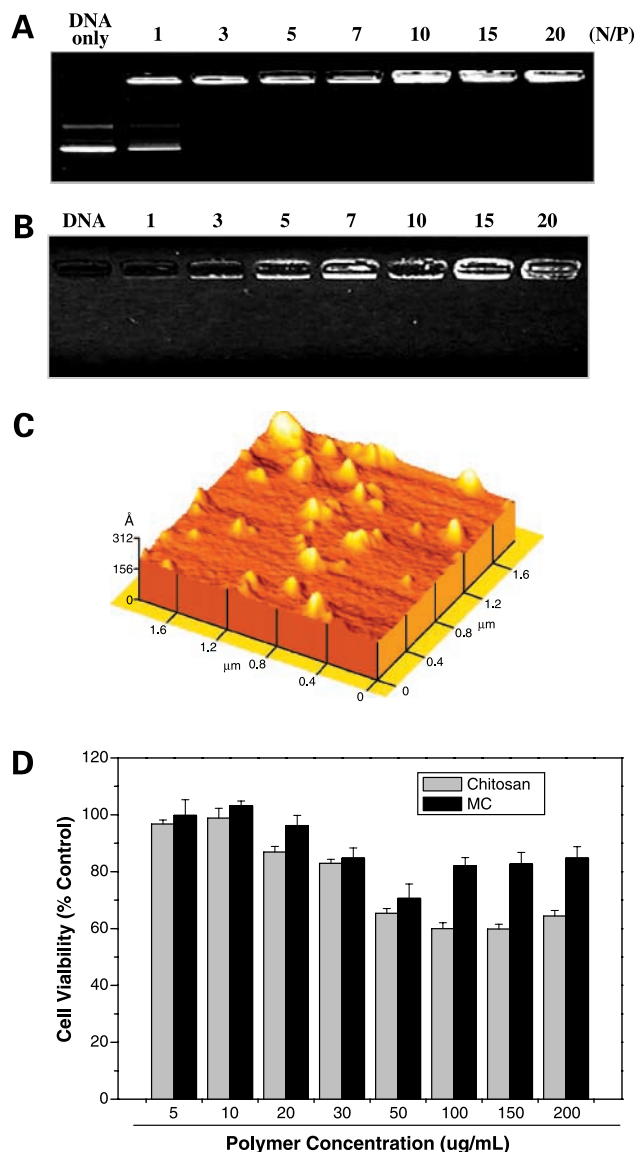 A
DNA only 1 3 5 7 10 15 20 (N/P)
B
DNA 1 3 5 7 10 15 20
C
Å
312
156
0
1.6
1.2
μm
0.8
0.4
0
0
0.4
μm
0.8
1.2
1.6
D
120
100
80
60
40
20
0
Cell Vialbility (% Control)
Chitosan
MC
5 10 20 30 50 100 150 200
Polymer Concentration (ug/mL)